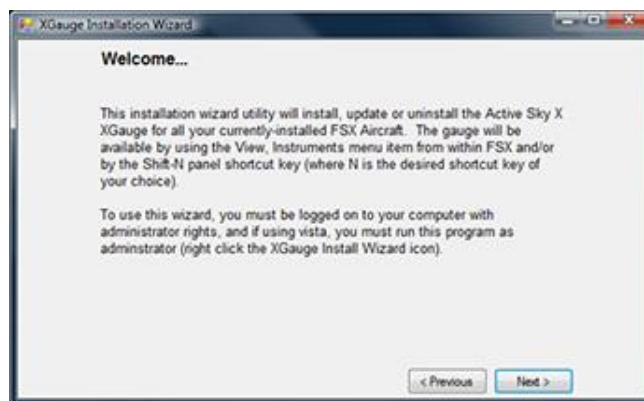 XGauge Installation Wizard
Welcome...
This installation wizard utility will install, update or uninstall the Active Sky X
XGauge for all your currently-installed FSX Aircraft. The gauge will be
available by using the View, Instruments menu item from within FSX and/or
by the Shift-N panel shortcut key (where N is the desired shortcut key of
your choice).
To use this wizard, you must be logged on to your computer with
administrator rights, and if using vista, you must run this program as
adminstrator (right click the XGauge Install Wizard icon).
< Previous
Next >